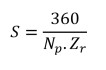 S = 360 / N_p . Z_r